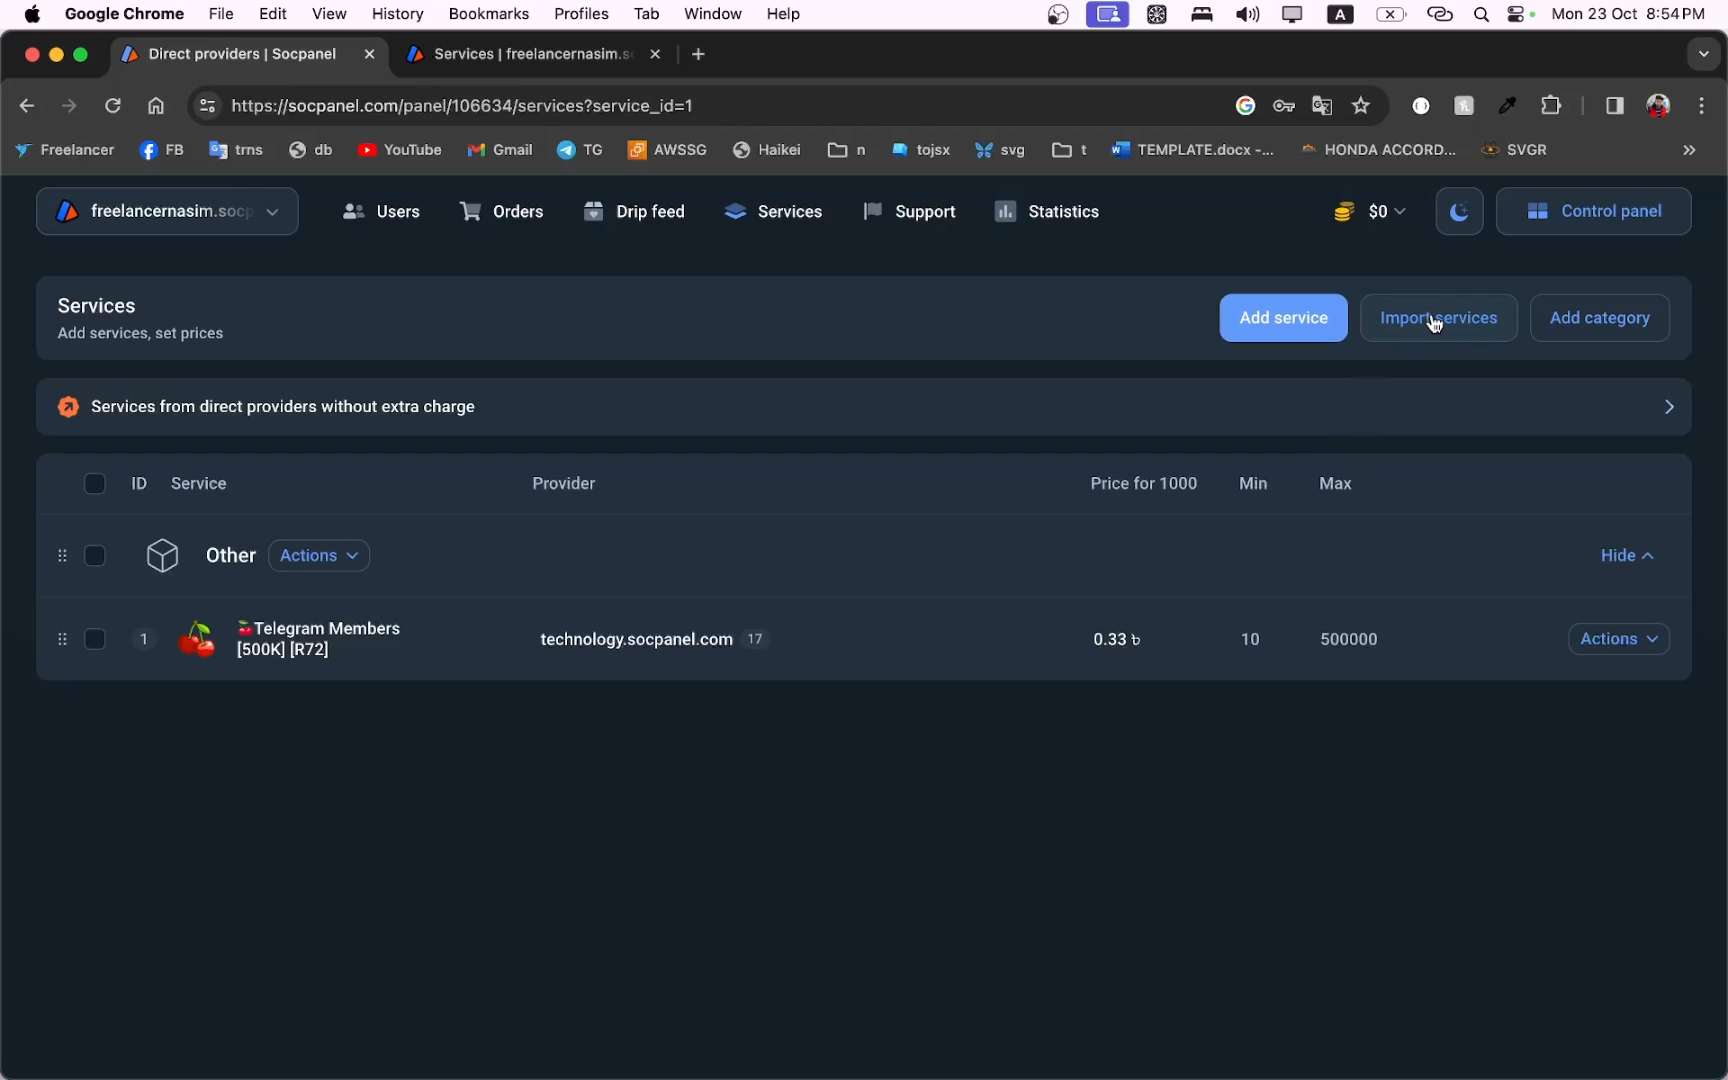 Google Chrome File Edit View History Bookmarks Profiles Tab Window Help A Mon 23 Oct 8:54 PM
Direct providers | Socpanel Services | freelancernasim.s
https://socpanel.com/panel/106634/services?service_id=1
Freelancer FB trns db YouTube Gmail TG AWSSG Haikei n tojsx svg t TEMPLATE.docx -... HONDA ACCORD... SVGR »
freelancernasim.socp Users Orders Drip feed Services Support Statistics $0 Control panel
Services
Add services, set prices
Add service Import services Add category
Services from direct providers without extra charge
ID Service Provider Price for 1000 Min Max
Other Actions Hide
1 🍒Telegram Members
[500K] [R72]
technology.socpanel.com 17 0.33 ৳ 10 500000 Actions